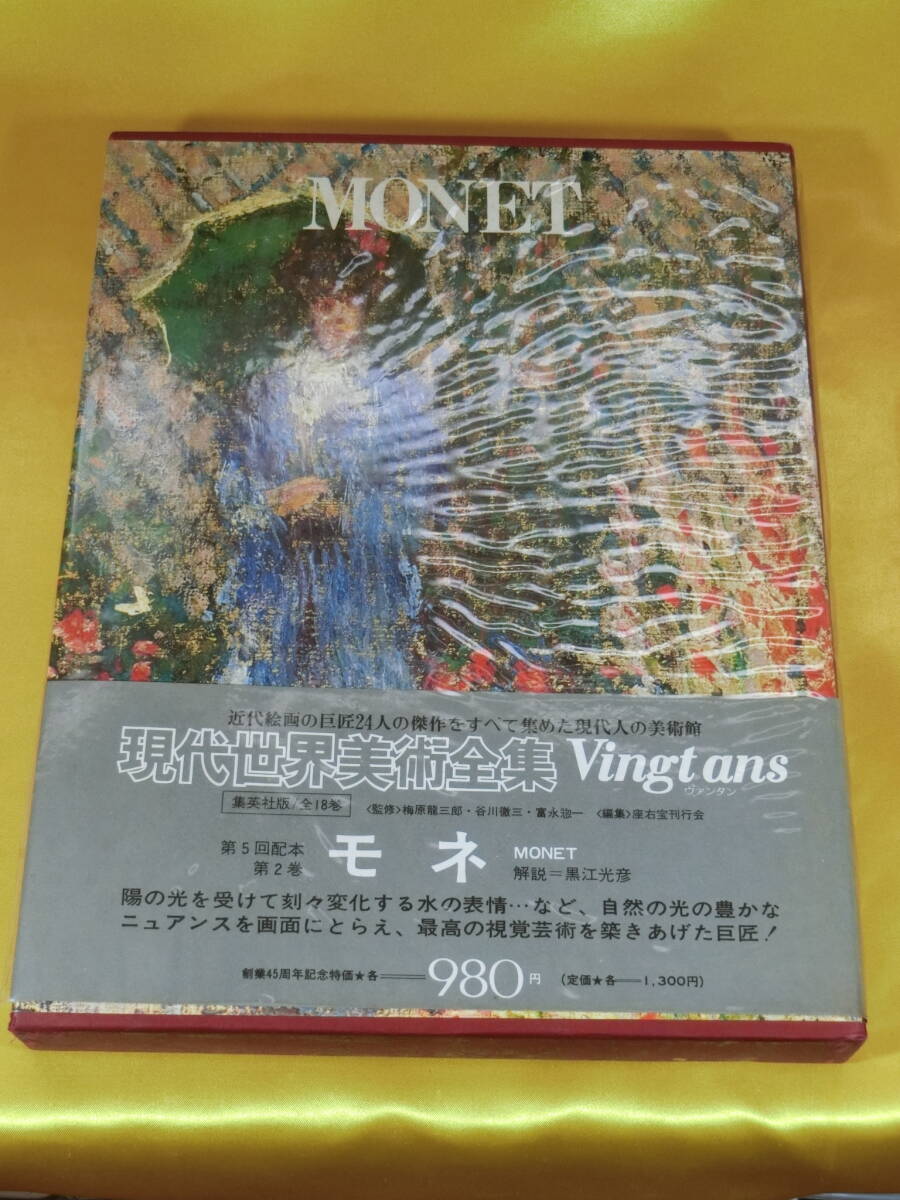 MONET
近代絵画の巨匠24人の傑作をすべて集めた現代人の美術館
現代世界美術全集 Vingt ans
ヴァンタン
集英社版/全18巻 〈監修〉梅原龍三郎・谷川徹三・富永惣一 〈編集〉座右宝刊行会
第5回配本
第2巻
モネ
MONET
解説＝黒江光彦
陽の光を受けて刻々変化する水の表情…など、自然の光の豊かな
ニュアンスを画面にとらえ、最高の視覚芸術を築きあげた巨匠!
創業45周年記念特価★各──980円 (定価★各──1,300円)